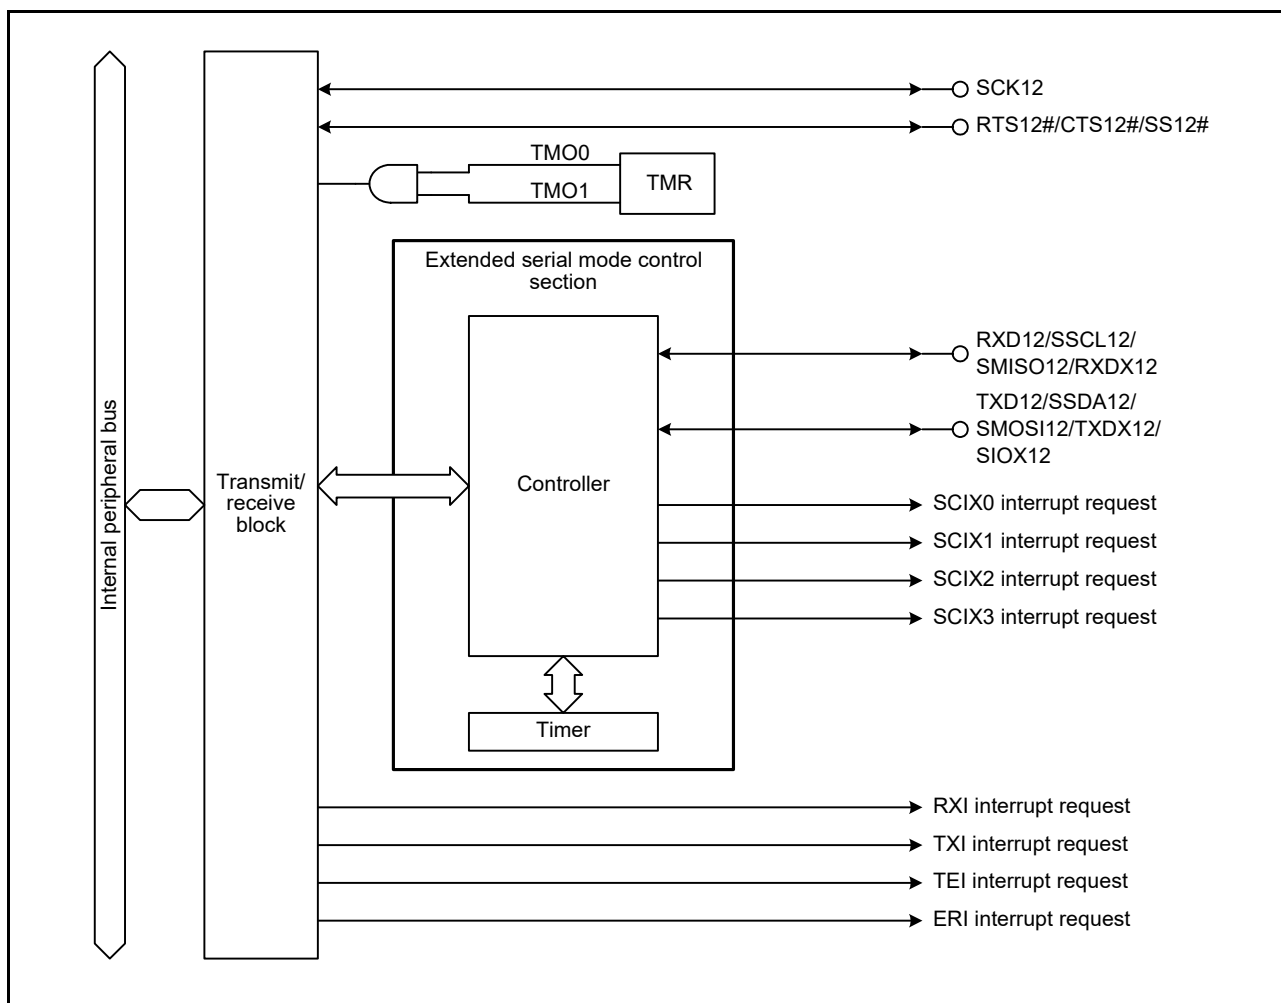 SCK12
RTS12#/CTS12#/SS12#
TMO0
TMR
TMO1
Extended serial mode control
section
RXD12/SSCL12/
SMISO12/RXDX12
TXD12/SSDA12/
SMOSI12/TXDX12/
SIOX12
Internal peripheral bus
Transmit/
receive
block
Controller
SCIX0 interrupt request
SCIX1 interrupt request
SCIX2 interrupt request
SCIX3 interrupt request
Timer
RXI interrupt request
TXI interrupt request
TEI interrupt request
ERI interrupt request